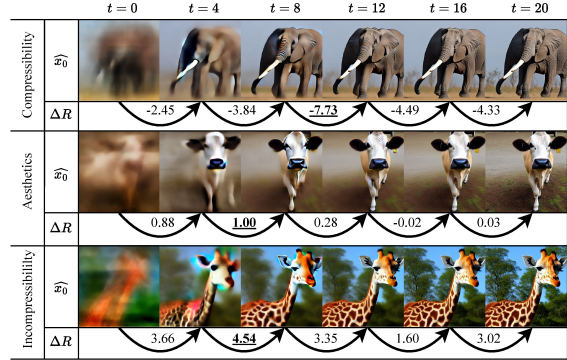 t = 0 t = 4 t = 8 t = 12 t = 16 t = 20
Compressibility
x̂₀
ΔR -2.45 -3.84 -7.73 -4.49 -4.33
Aesthetics
x̂₀
ΔR 0.88 1.00 0.28 -0.02 0.03
Incompressibility
x̂₀
ΔR 3.66 4.54 3.35 1.60 3.02